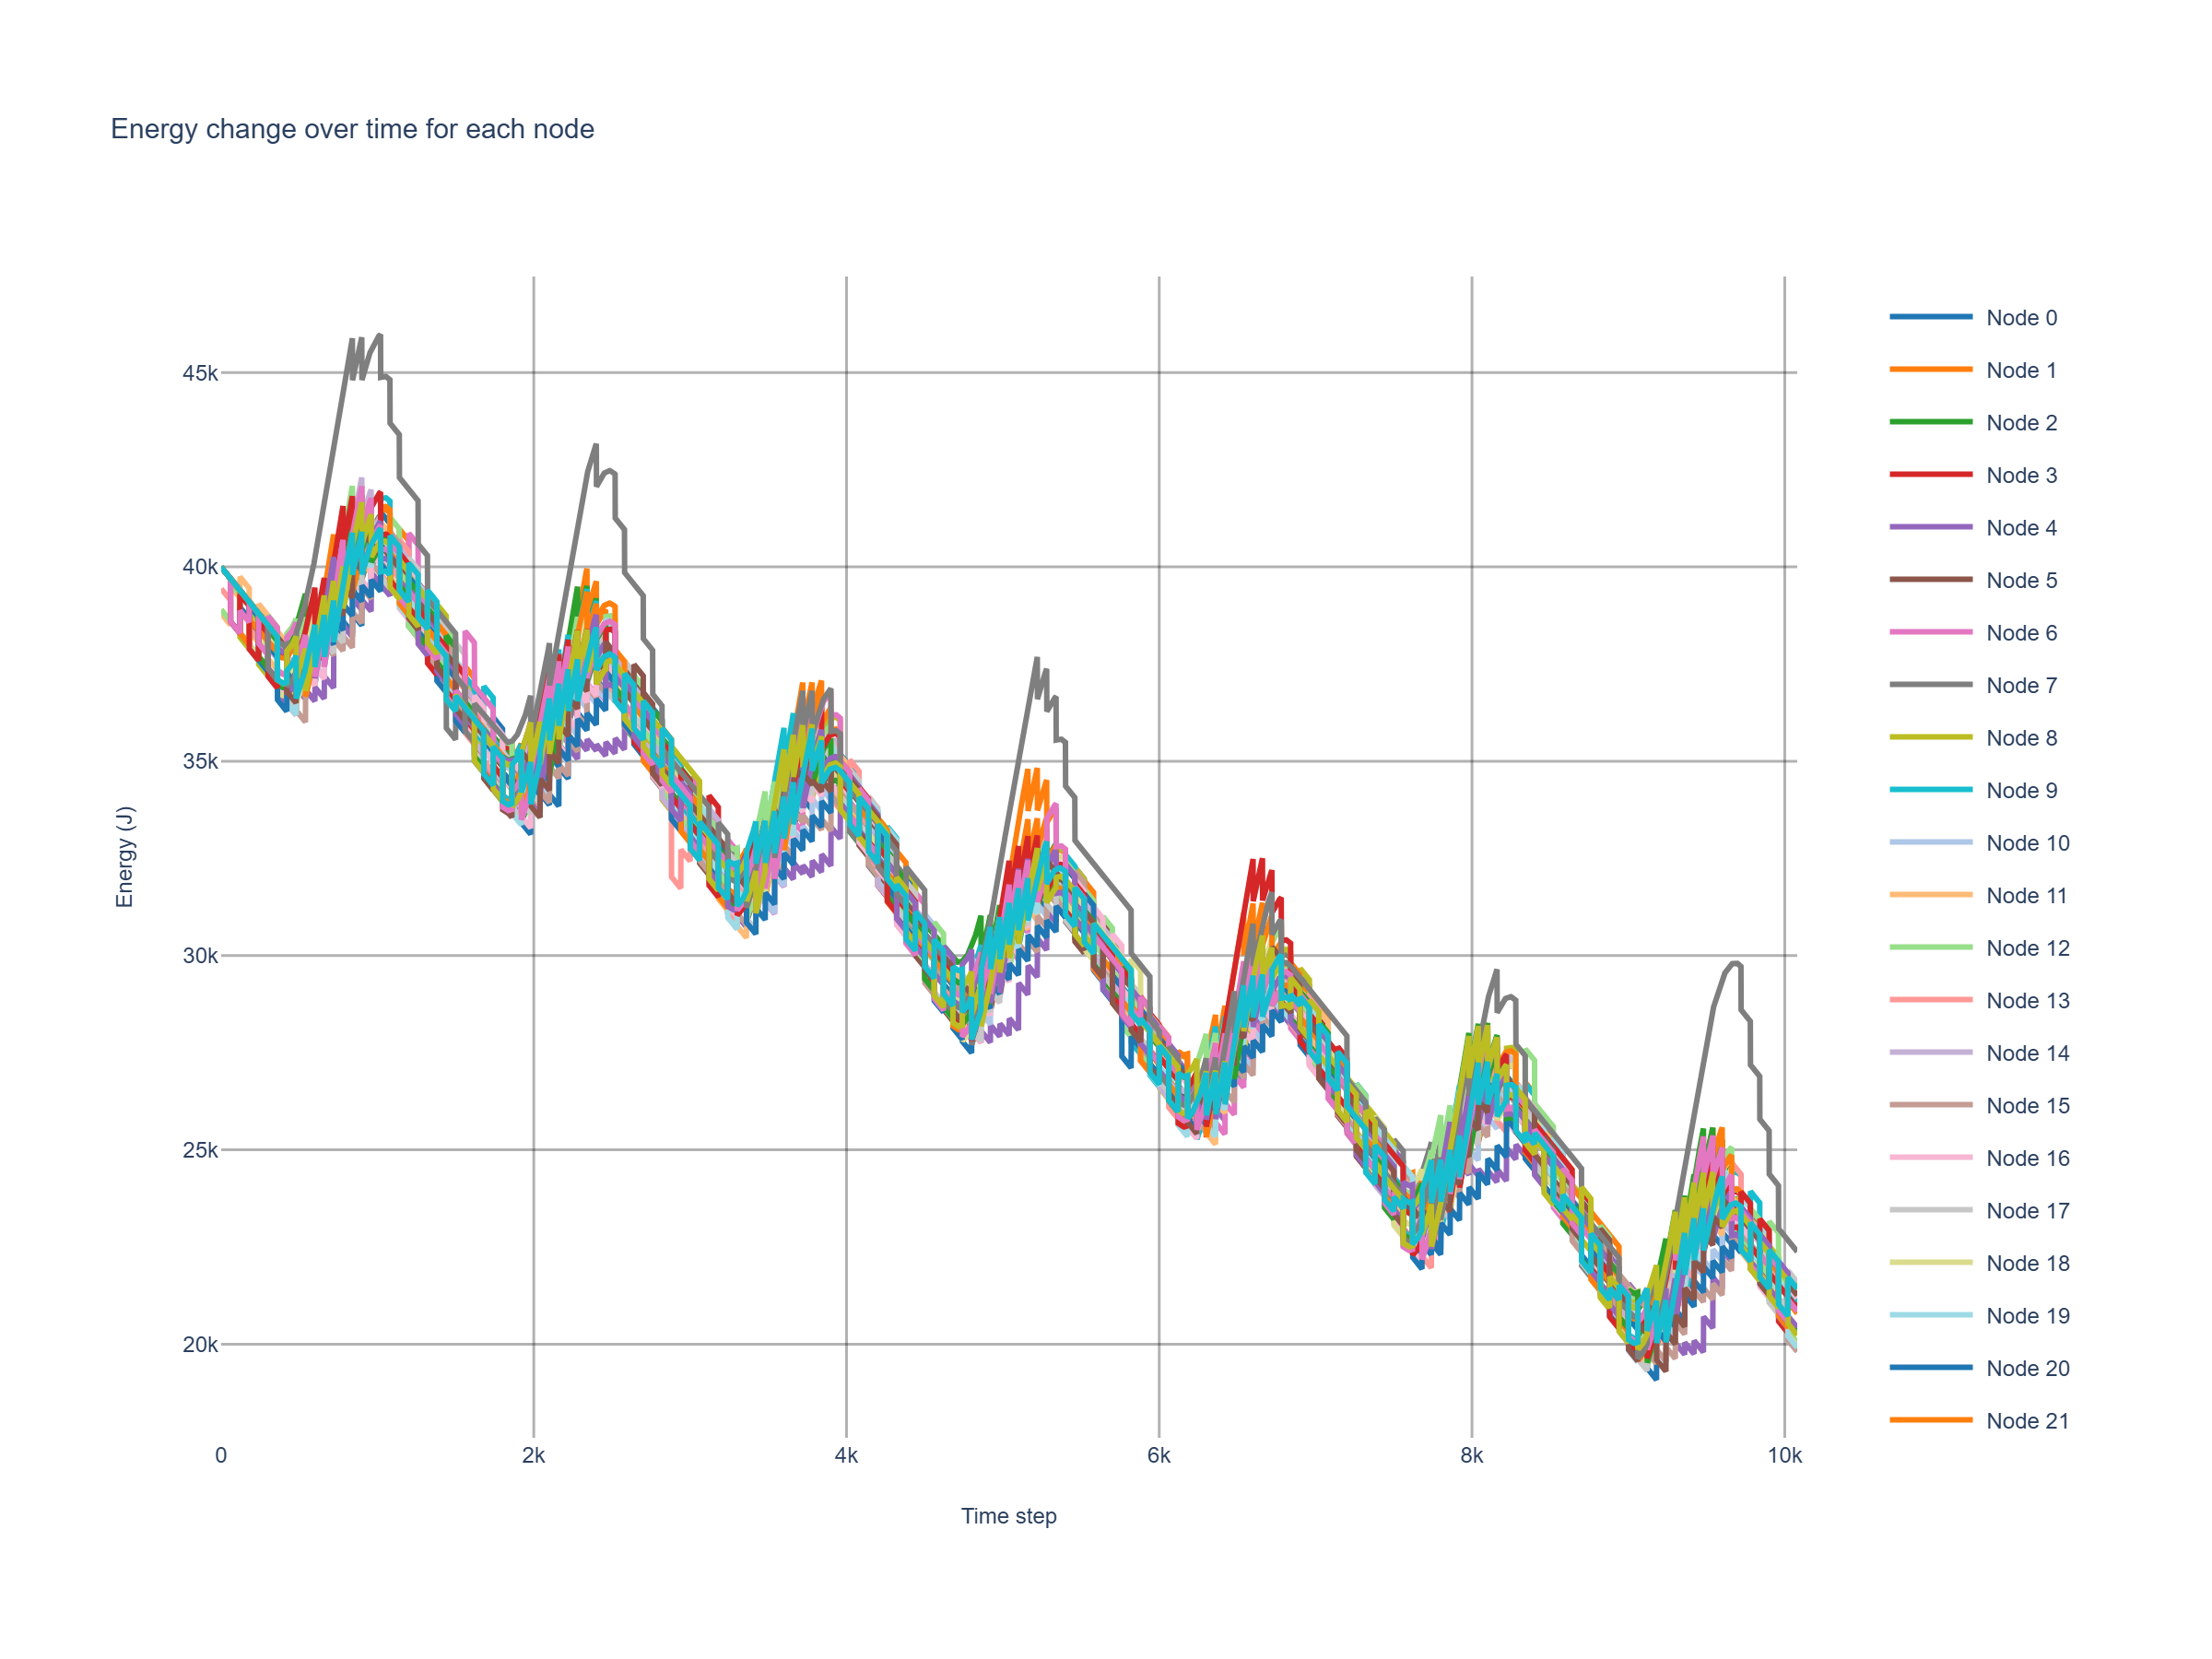 Energy change over time for each node
Energy (J)
45k
40k
35k
30k
25k
20k
0
2k
4k
6k
8k
10k
Time step
Node 0
Node 1
Node 2
Node 3
Node 4
Node 5
Node 6
Node 7
Node 8
Node 9
Node 10
Node 11
Node 12
Node 13
Node 14
Node 15
Node 16
Node 17
Node 18
Node 19
Node 20
Node 21